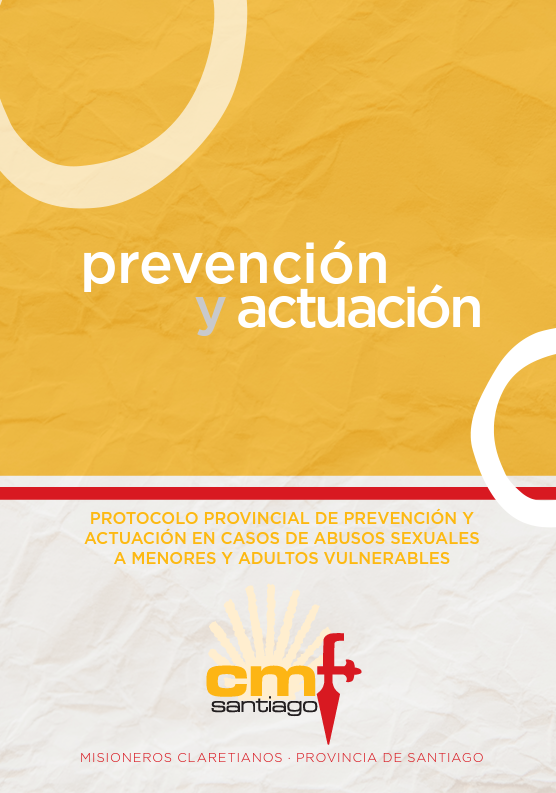 prevención
y actuación
PROTOCOLO PROVINCIAL DE PREVENCIÓN Y
ACTUACIÓN EN CASOS DE ABUSOS SEXUALES
A MENORES Y ADULTOS VULNERABLES
cmf
santiago
MISIONEROS CLARETIANOS · PROVINCIA DE SANTIAGO